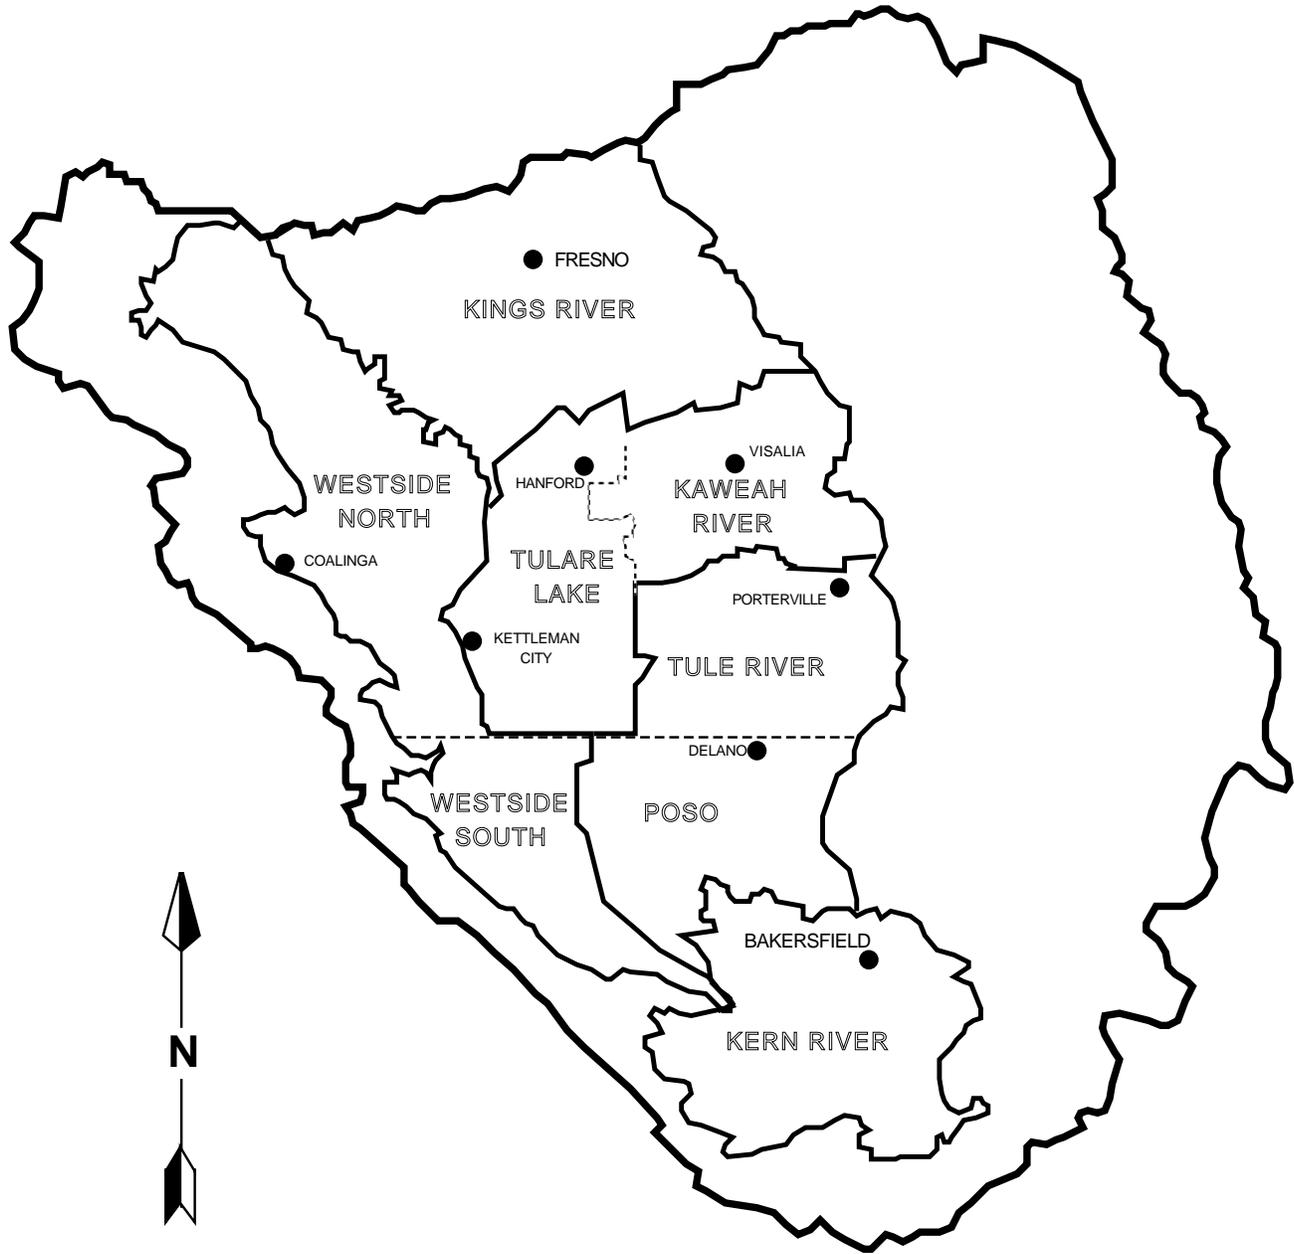 FRESNO
KINGS RIVER
VISALIA
HANFORD
WESTSIDE
NORTH
KAWEAH
RIVER
COALINGA
TULARE
LAKE
PORTERVILLE
KETTLEMAN
CITY
TULE RIVER
DELANO
WESTSIDE
SOUTH
POSO
BAKERSFIELD
KERN RIVER
N